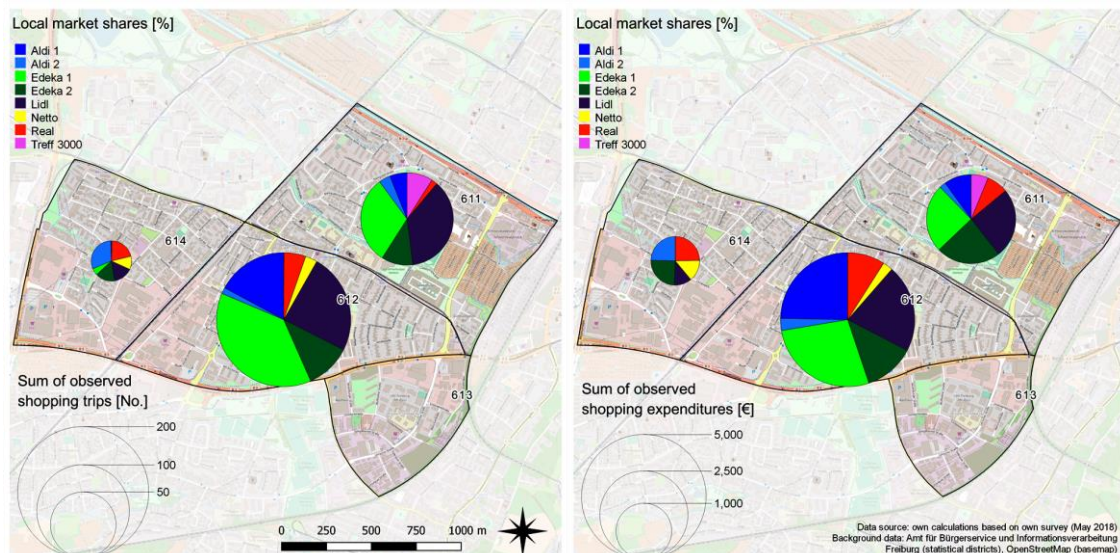 Local market shares [%]
Aldi 1
Aldi 2
Edeka 1
Edeka 2
Lidl
Netto
Real
Treff 3000
611
614
612
613
Sum of observed
shopping trips [No.]
200
100
50
0 250 500 750 1000 m
Local market shares [%]
Aldi 1
Aldi 2
Edeka 1
Edeka 2
Lidl
Netto
Real
Treff 3000
611
614
612
613
Sum of observed
shopping expenditures [€]
5,000
2,500
1,000
Data source: own calculations based on own survey (May 2018)
Background data: Amt für Bürgerservice und Informationsverarbeitung
Freiburg (statistical districts), OpenStreetMap